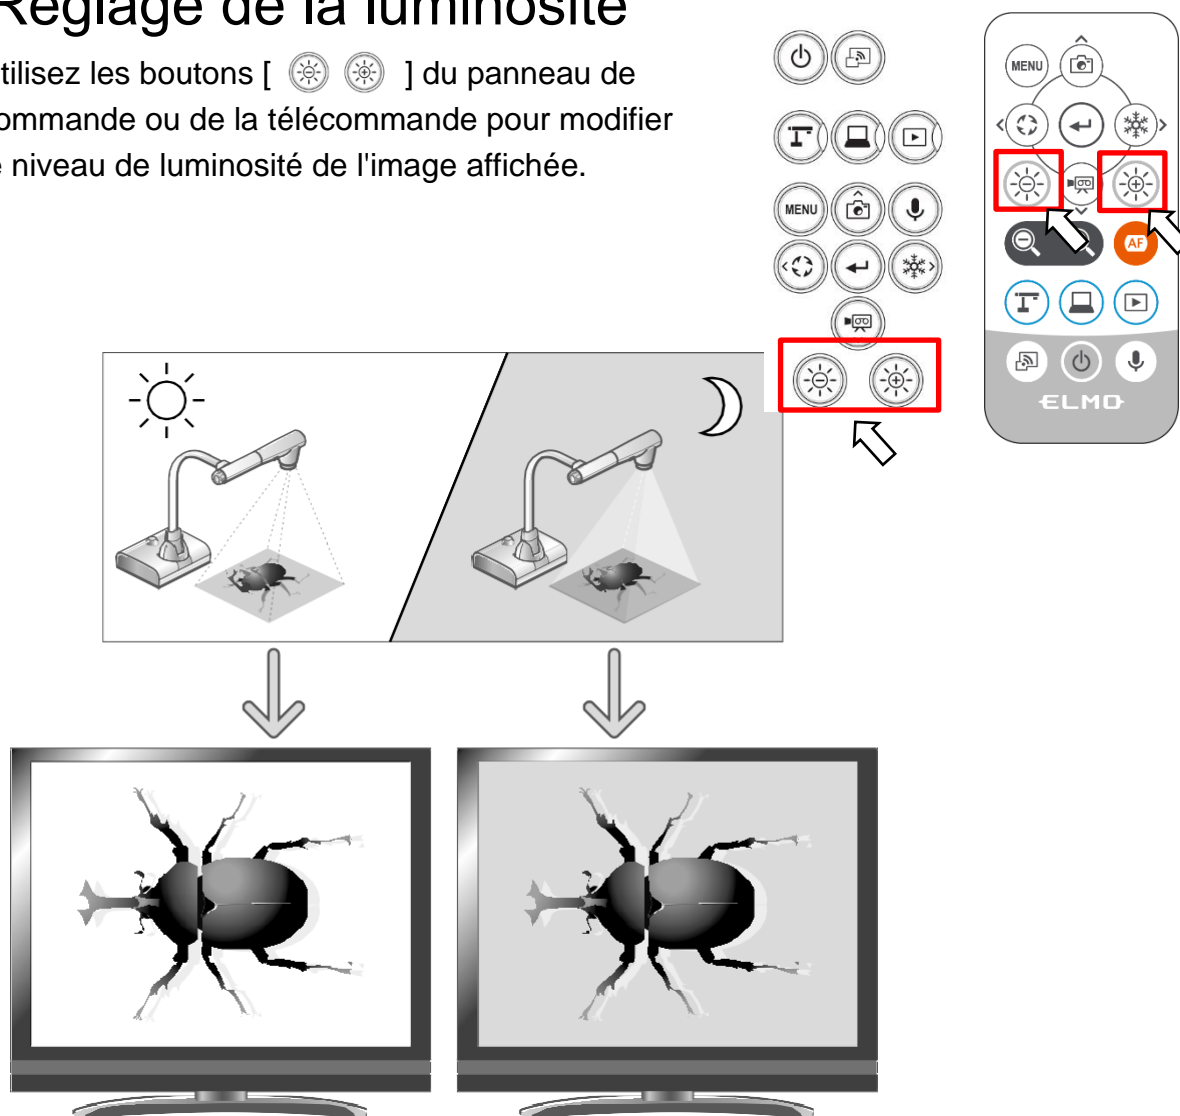 Réglage de la luminosité
tilisez les boutons [ ] du panneau de
ommande ou de la télécommande pour modifier
e niveau de luminosité de l'image affichée.
MENU
MENU
AF
ELMO